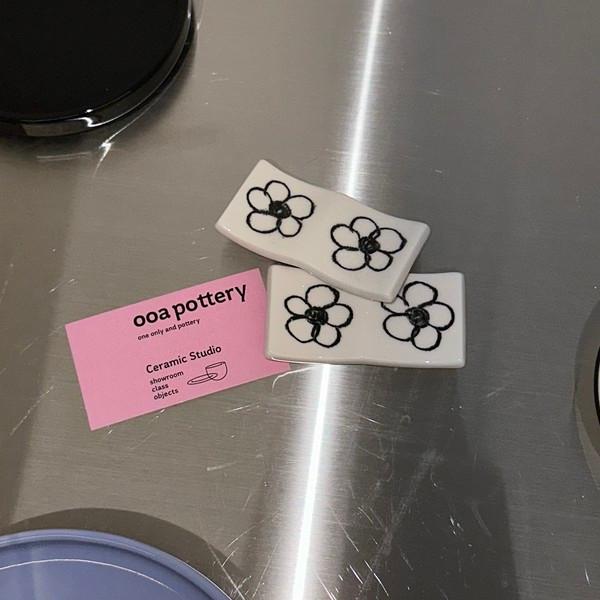 ooa pottery
one only and pottery
Ceramic Studio
showroom
class
objects